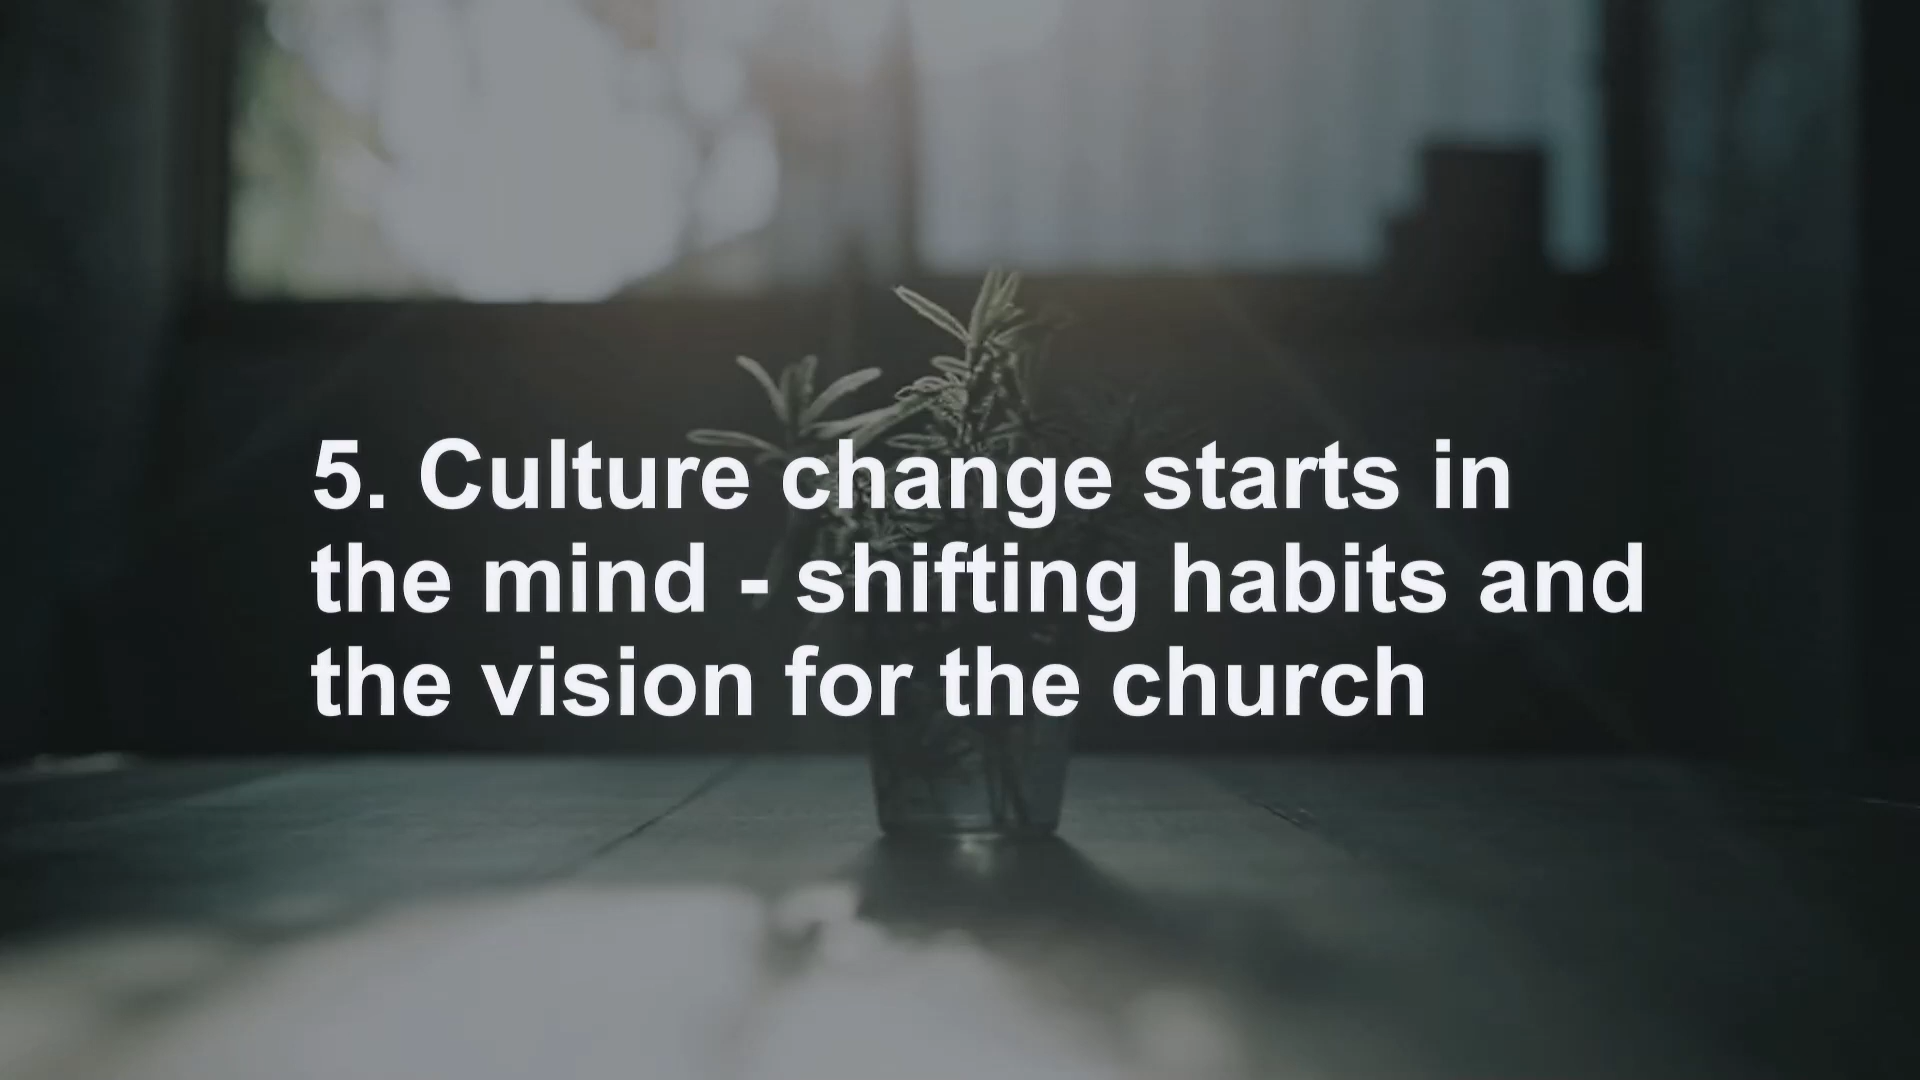 5. Culture change starts in
the mind - shifting habits and
the vision for the church